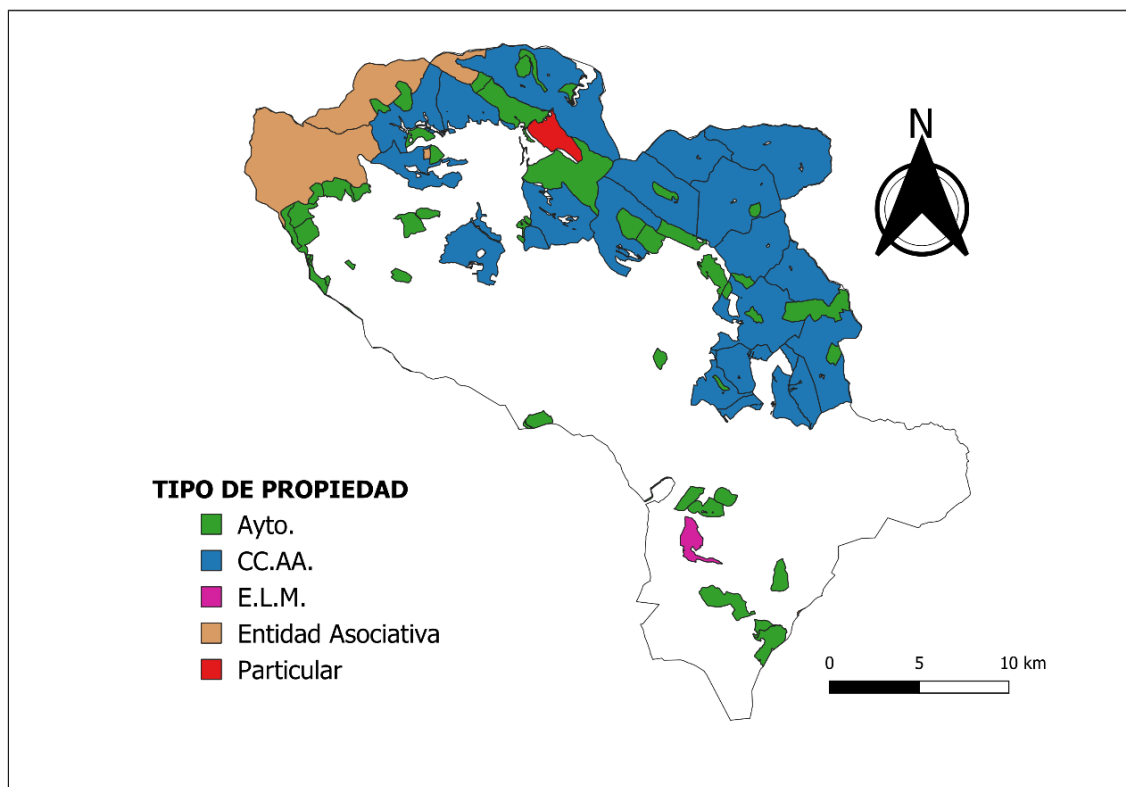 N
TIPO DE PROPIEDAD
Ayto.
CC.AA.
E.L.M.
Entidad Asociativa
Particular
0 5 10 km